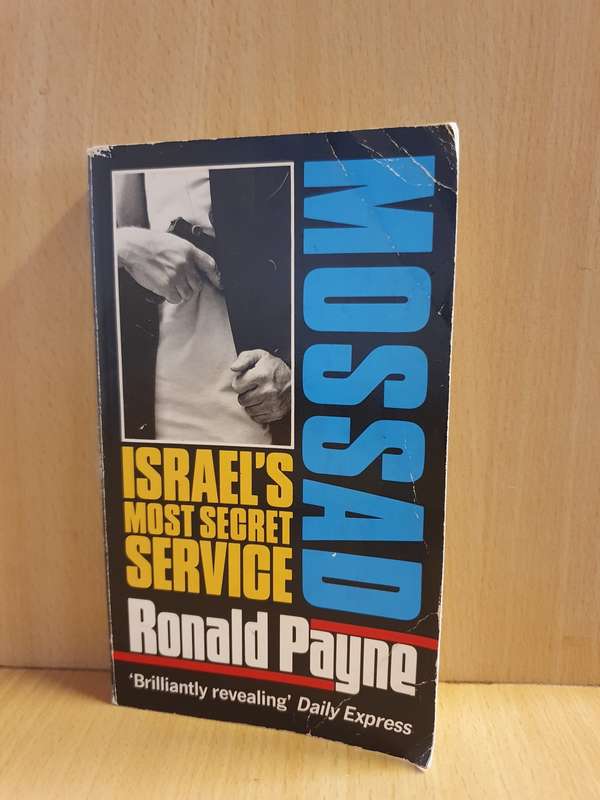 MOSSAD
ISRAEL'S
MOST SECRET
SERVICE
Ronald Payne
'Brilliantly revealing' Daily Express